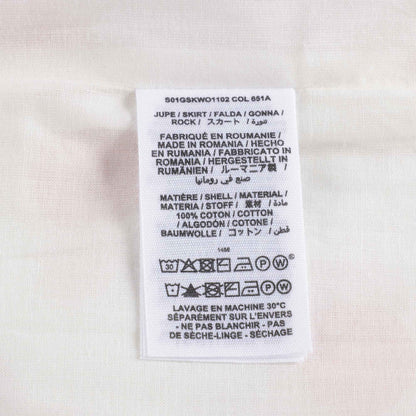 S01GSKWO1102 COL 651A
JUPE / SKIRT / FALDA / GONNA /
ROCK / スカート / تنورة /
FABRIQUÉ EN ROUMANIE /
MADE IN ROMANIA / HECHO
EN RUMANIA / FABBRICATO IN
ROMANIA / HERGESTELLT IN
RUMÄNIEN / ルーマニア製 /
صنع في رومانيا
MATIÈRE / SHELL / MATERIAL /
MATERIA / STOFF / 素材 / مادة /
100% COTON / COTTON
/ ALGODÓN / COTONE /
BAUMWOLLE / コットン / قطن
1456
30 P W
P W
LAVAGE EN MACHINE 30°C
SÉPARÉMENT SUR L'ENVERS
- NE PAS BLANCHIR - PAS
DE SÈCHE-LINGE - SÉCHAGE